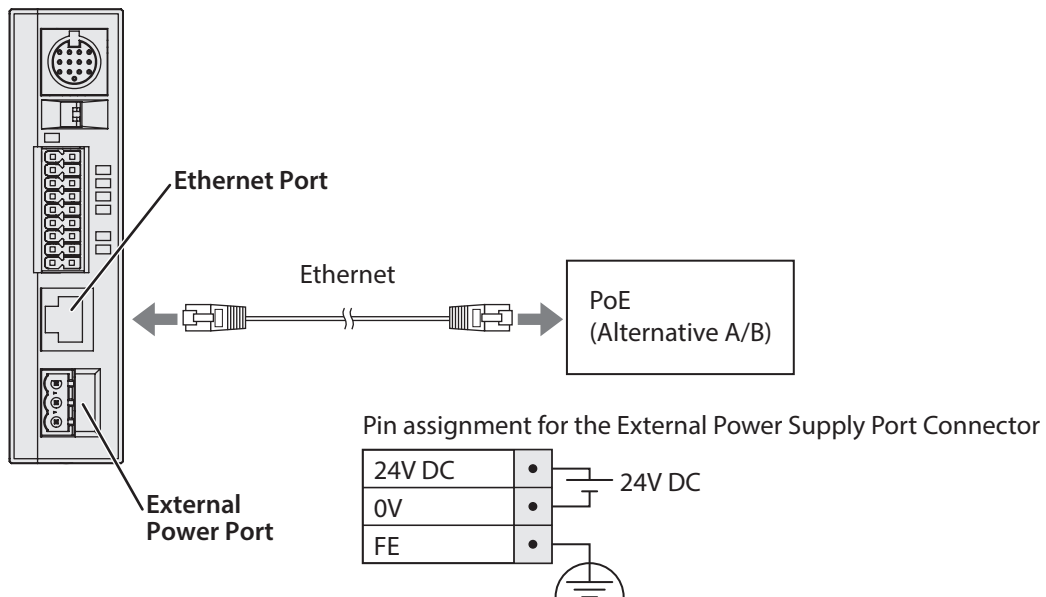 Ethernet Port
Ethernet
PoE
(Alternative A/B)
External
Power Port
Pin assignment for the External Power Supply Port Connector
24V DC
24V DC
0V
FE